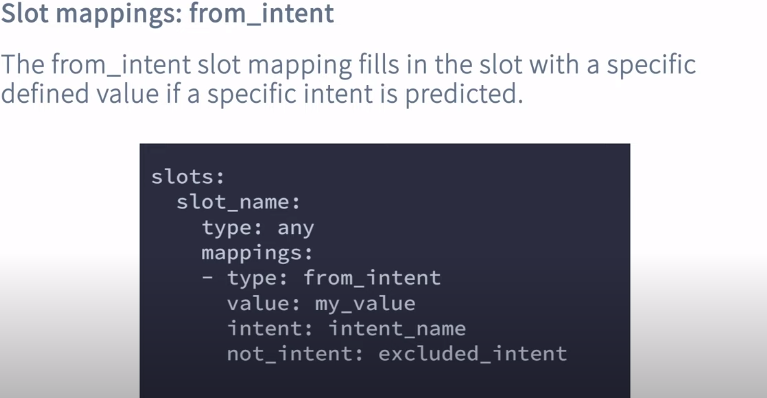 Slot mappings: from_intent
The from_intent slot mapping fills in the slot with a specific
defined value if a specific intent is predicted.
slots:
  slot_name:
    type: any
    mappings:
    - type: from_intent
      value: my_value
      intent: intent_name
      not_intent: excluded_intent